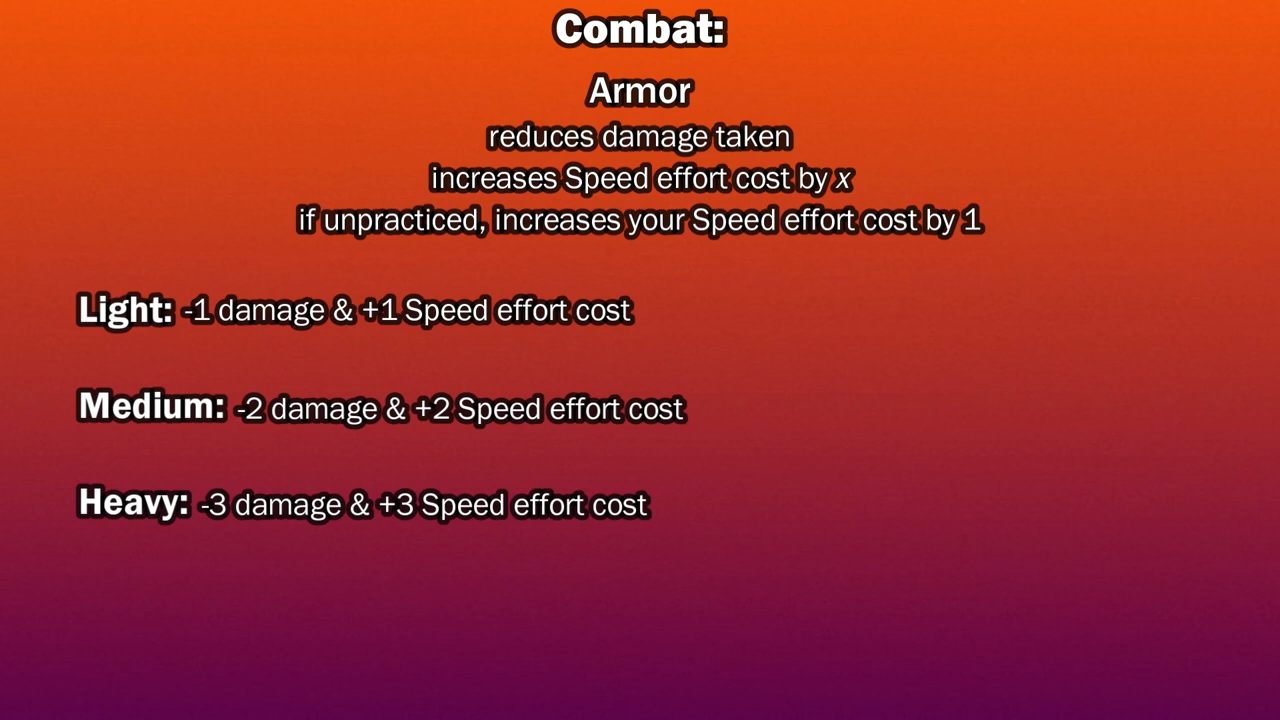 Combat:
Armor
reduces damage taken
increases Speed effort cost by x
if unpracticed, increases your Speed effort cost by 1
Light: -1 damage & +1 Speed effort cost
Medium: -2 damage & +2 Speed effort cost
Heavy: -3 damage & +3 Speed effort cost